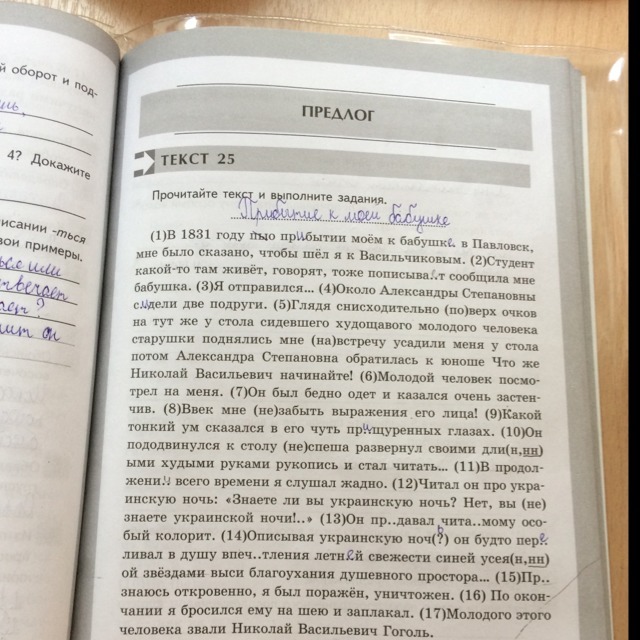 й оборот и под-
4? Докажите
писании -ться
вои примеры.
ПРЕДЛОГ
ТЕКСТ 25
Прочитайте текст и выполните задания.
Прибытие к моей бабушке
(1)В 1831 году по прибытии моём к бабушке, в Павловск,
мне было сказано, чтобы шёл я к Васильчиковым. (2)Студент
какой-то там живёт, говорят, тоже пописывает сообщила мне
бабушка. (3)Я отправился... (4)Около Александры Степановны
сидели две подруги. (5)Глядя снисходительно (по)верх очков
на тут же у стола сидевшего худощавого молодого человека
старушки поднялись мне (на)встречу усадили меня у стола
потом Александра Степановна обратилась к юноше Что же
Николай Васильевич начинайте! (6)Молодой человек посмо-
трел на меня. (7)Он был бедно одет и казался очень застен-
чив. (8)Ввек мне (не)забыть выражения его лица! (9)Какой
тонкий ум сказался в его чуть прищуренных глазах. (10)Он
пододвинулся к столу (не)спеша развернул своими дли(н,нн)
ыми худыми руками рукопись и стал читать... (11)В продол-
жени.. всего времени я слушал жадно. (12)Читал он про укра-
инскую ночь: «Знаете ли вы украинскую ночь? Нет, вы (не)
знаете украинской ночи!..» (13)Он пр..давал чита..мому осо-
бый колорит. (14)Описывая украинскую ноч(?) он будто пере
ливал в душу впеч..тления летней свежести синей усея(н,нн)
ой звёздами выси благоухания душевного простора... (15)Пр..
знаюсь откровенно, я был поражён, уничтожен. (16) По окон-
чании я бросился ему на шею и заплакал. (17)Молодого этого
человека звали Николай Васильевич Гоголь.